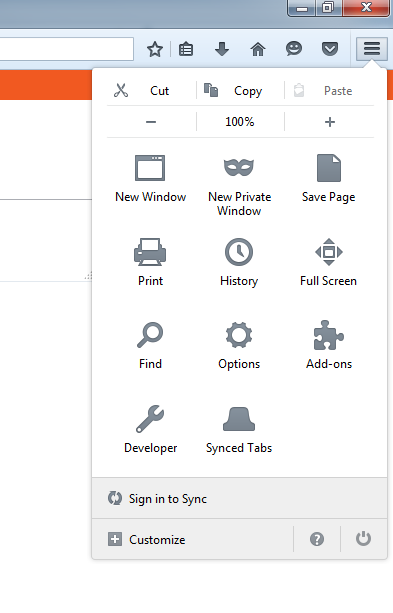 Cut Copy Paste
100%
New Window New Private Window Save Page
Print History Full Screen
Find Options Add-ons
Developer Synced Tabs
Sign in to Sync
Customize